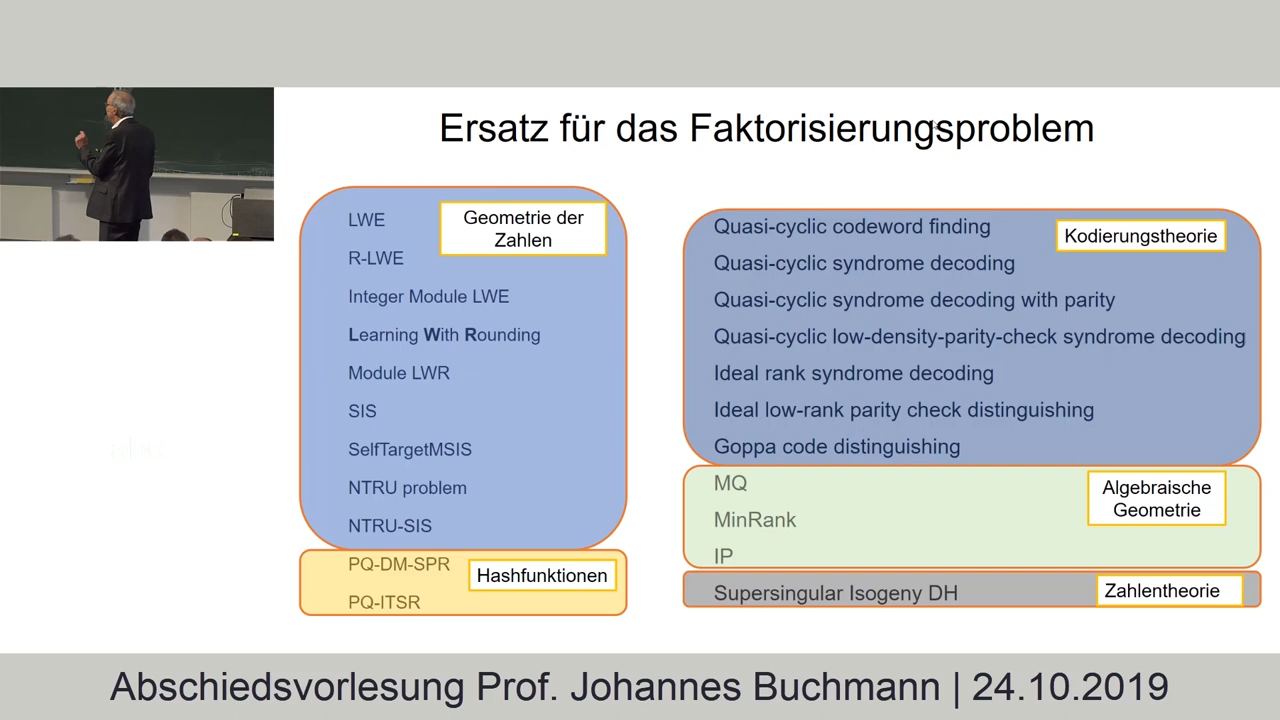 Ersatz für das Faktorisierungsproblem
LWE
R-LWE
Integer Module LWE
Learning With Rounding
Module LWR
SIS
SelfTargetMSIS
NTRU problem
NTRU-SIS
Geometrie der
Zahlen
PQ-DM-SPR
PQ-ITSR
Hashfunktionen
Quasi-cyclic codeword finding
Quasi-cyclic syndrome decoding
Quasi-cyclic syndrome decoding with parity
Quasi-cyclic low-density-parity-check syndrome decoding
Ideal rank syndrome decoding
Ideal low-rank parity check distinguishing
Goppa code distinguishing
Kodierungstheorie
MQ
MinRank
IP
Algebraische
Geometrie
Supersingular Isogeny DH
Zahlentheorie
Abschiedsvorlesung Prof. Johannes Buchmann | 24.10.2019